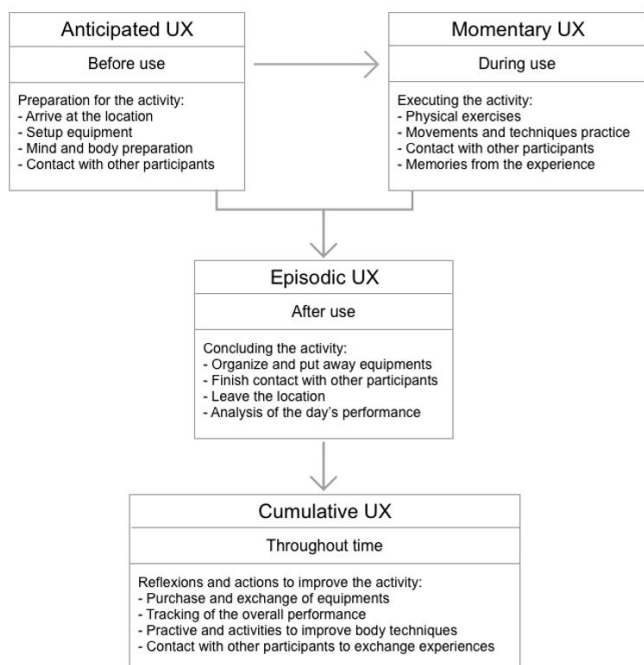 Anticipated UX
Before use
Preparation for the activity:
- Arrive at the location
- Setup equipment
- Mind and body preparation
- Contact with other participants
Momentary UX
During use
Executing the activity:
- Physical exercises
- Movements and techniques practice
- Contact with other participants
- Memories from the experience
Episodic UX
After use
Concluding the activity:
- Organize and put away equipments
- Finish contact with other participants
- Leave the location
- Analysis of the day's performance
Cumulative UX
Throughout time
Reflexions and actions to improve the activity:
- Purchase and exchange of equipments
- Tracking of the overall performance
- Practive and activities to improve body techniques
- Contact with other participants to exchange experiences